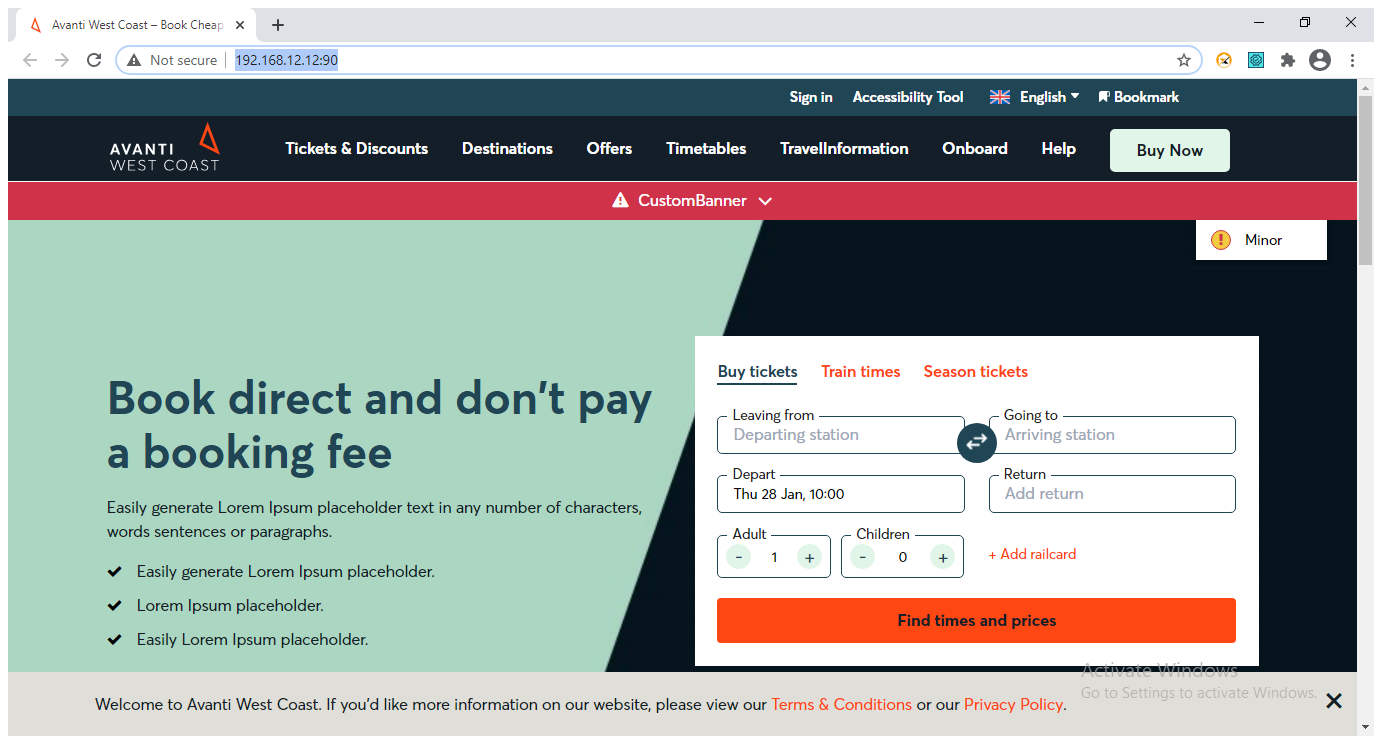 Avanti West Coast – Book Cheap
Not secure | 192.168.12.12:90
Sign in Accessibility Tool English Bookmark
AVANTI
WEST COAST
Tickets & Discounts Destinations Offers Timetables TravelInformation Onboard Help Buy Now
CustomBanner
Minor
Book direct and don't pay
a booking fee
Easily generate Lorem Ipsum placeholder text in any number of characters,
words sentences or paragraphs.
Easily generate Lorem Ipsum placeholder.
Lorem Ipsum placeholder.
Easily Lorem Ipsum placeholder.
Buy tickets Train times Season tickets
Leaving from Going to
Departing station Arriving station
Depart Return
Thu 28 Jan, 10:00 Add return
Adult Children
- 1 + - 0 + + Add railcard
Find times and prices
Activate Windows
Go to Settings to activate Windows.
Welcome to Avanti West Coast. If you'd like more information on our website, please view our Terms & Conditions or our Privacy Policy.